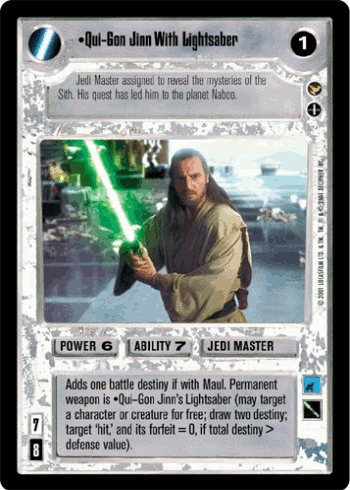 •Qui-Gon Jinn With Lightsaber
1
Jedi Master assigned to reveal the mysteries of the
Sith. His quest has led him to the planet Naboo.
POWER 6
ABILITY 7
JEDI MASTER
Adds one battle destiny if with Maul. Permanent
weapon is •Qui-Gon Jinn's Lightsaber (may target
a character or creature for free; draw two destiny;
target 'hit,' and its forfeit = 0, if total destiny >
defense value).
7
8